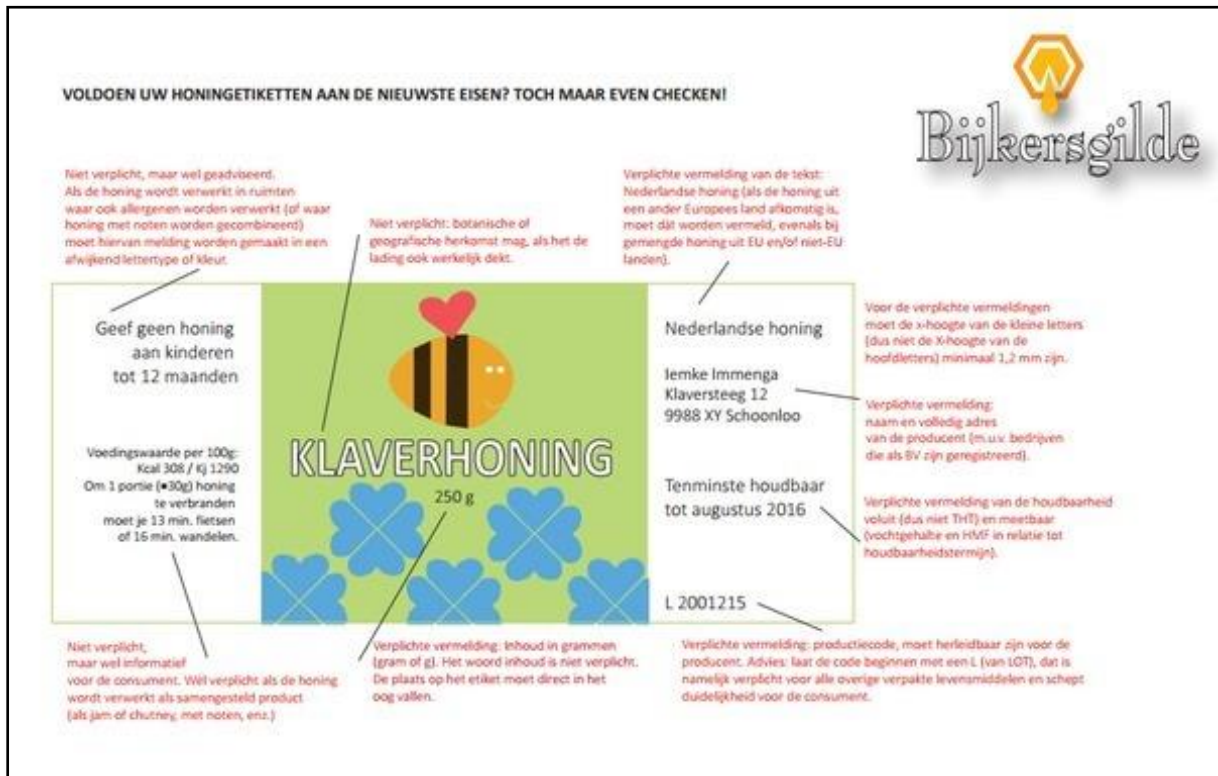 VOLDOEN UW HONINGETIKETTEN AAN DE NIEUWSTE EISEN? TOCH MAAR EVEN CHECKEN!
Bijkersgilde
Niet verplicht, maar wel geadviseerd.
Als de honing wordt verwerkt in ruimten
waar ook allergenen worden verwerkt (of waar
honing met noten worden gecombineerd)
moet hiervan melding worden gemaakt in een
afwijkend lettertype of kleur.
Niet verplicht: botanische of
geografische herkomst mag, als het de
lading ook werkelijk dekt.
Verplichte vermelding van de tekst:
Nederlandse honing (als de honing uit
een ander Europees land afkomstig is,
moet dát worden vermeld, evenals bij
gemengde honing uit EU en/of niet-EU
landen).
Geef geen honing
aan kinderen
tot 12 maanden
Voedingswaarde per 100g:
Kcal 308 / Kj 1290
Om 1 portie (•30g) honing
te verbranden
moet je 13 min. fietsen
of 16 min. wandelen.
KLAVERHONING
250 g
Nederlandse honing
Iemke Immenga
Klaversteeg 12
9988 XY Schoonloo
Tenminste houdbaar
tot augustus 2016
L 2001215
Voor de verplichte vermeldingen
moet de x-hoogte van de kleine letters
(dus niet de X-hoogte van de
hoofdletters) minimaal 1,2 mm zijn.
Verplichte vermelding:
naam en volledig adres
van de producent (m.u.v. bedrijven
die als BV zijn geregistreerd).
Verplichte vermelding van de houdbaarheid
voluit (dus niet THT) en meetbaar
(vochtgehalte en HMF in relatie tot
houdbaarheidstermijn).
Niet verplicht,
maar wel informatief
voor de consument. Wél verplicht als de honing
wordt verwerkt als samengesteld product
(als jam of chutney, met noten, enz.)
Verplichte vermelding: Inhoud in grammen
(gram of g). Het woord inhoud is niet verplicht.
De plaats op het etiket moet direct in het
oog vallen.
Verplichte vermelding: productiecode, moet herleidbaar zijn voor de
producent. Advies: laat de code beginnen met een L (van LOT), dat is
namelijk verplicht voor alle overige verpakte levensmiddelen en schept
duidelijkheid voor de consument.